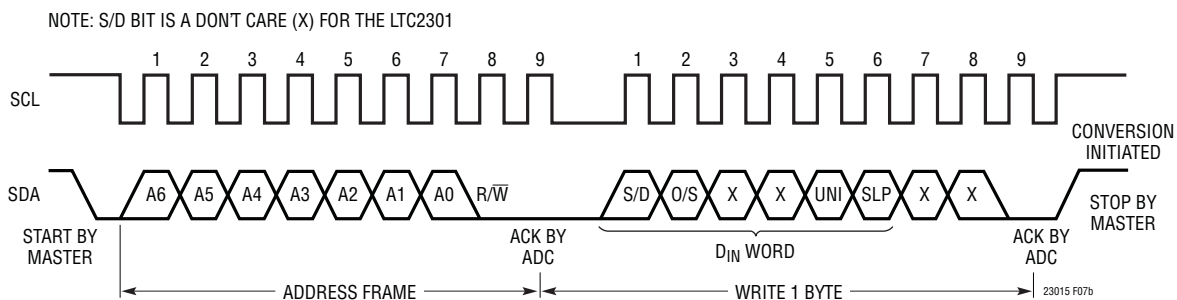 NOTE: S/D BIT IS A DON'T CARE (X) FOR THE LTC2301
1 2 3 4 5 6 7 8 9 1 2 3 4 5 6 7 8 9
SCL
CONVERSION
INITIATED
SDA
A6 A5 A4 A3 A2 A1 A0 R/W̅ S/D O/S X X UNI SLP X X
STOP BY
MASTER
START BY
MASTER
ACK BY
ADC
DIN WORD
ACK BY
ADC
ADDRESS FRAME
WRITE 1 BYTE
23015 F07b